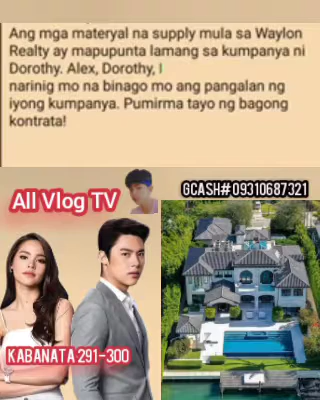 Ang mga materyal na supply mula sa Waylon
Realty ay mapupunta lamang sa kumpanya ni
Dorothy. Alex, Dorothy, I
narinig mo na binago mo ang pangalan ng
iyong kumpanya. Pumirma tayo ng bagong
kontrata!
All Vlog TV
GCASH# 09310687321
KABANATA 291-300